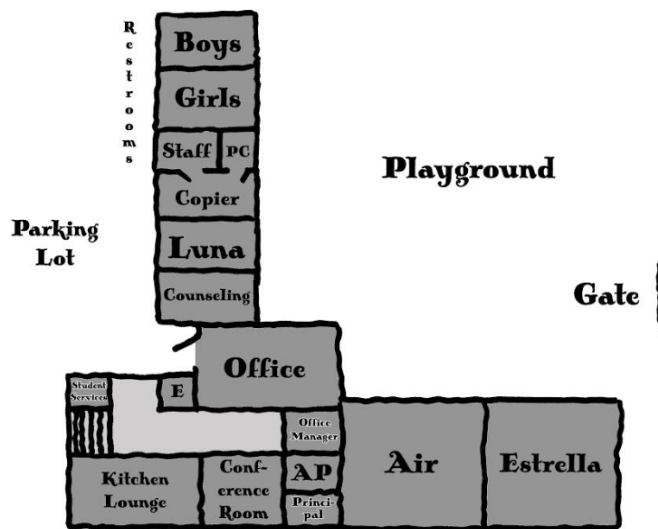 Restrooms
Boys
Girls
Staff
PC
Copier
Playground
Parking
Lot
Luna
Counseling
Gate
Office
Student
Services
E
Office
Manager
Kitchen
Lounge
Conf-
erence
Room
AP
Princi-
pal
Air
Estrella